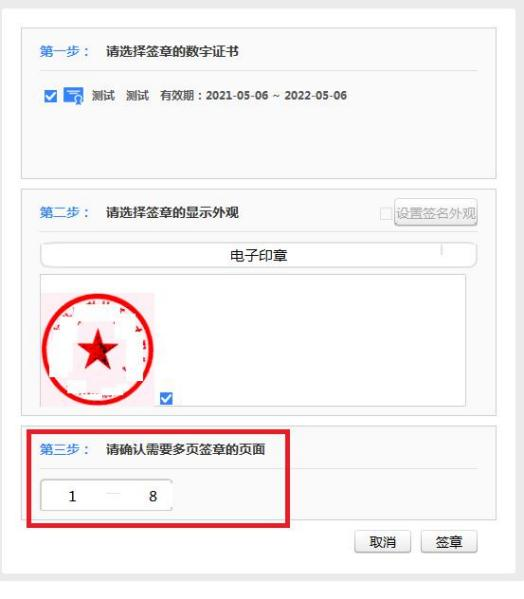 第一步： 请选择签章的数字证书
测试 测试 有效期：2021-05-06 ~ 2022-05-06
第二步： 请选择签章的显示外观 设置签名外观
电子印章
第三步： 请确认需要多页签章的页面
1 — 8
取消 签章